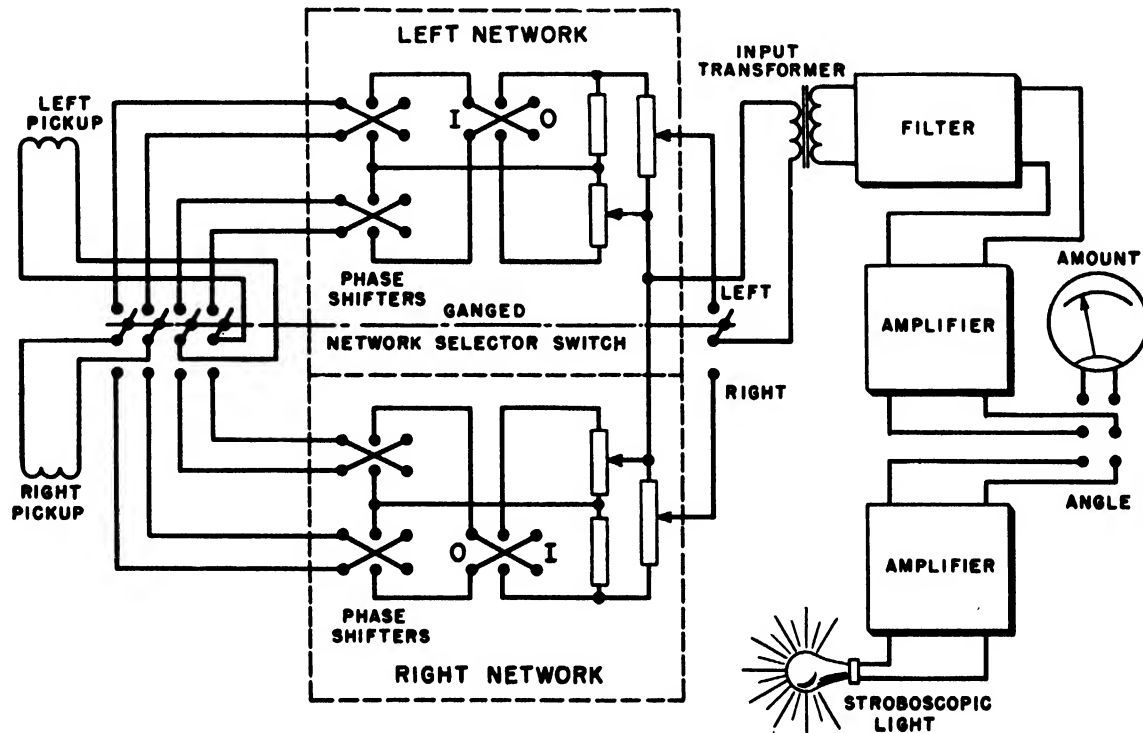 LEFT NETWORK
INPUT
TRANSFORMER
LEFT
PICKUP
I
O
FILTER
PHASE
SHIFTERS
LEFT
AMOUNT
GANGED
NETWORK SELECTOR SWITCH
AMPLIFIER
RIGHT
RIGHT
PICKUP
ANGLE
O
I
AMPLIFIER
PHASE
SHIFTERS
RIGHT NETWORK
STROBOSCOPIC
LIGHT